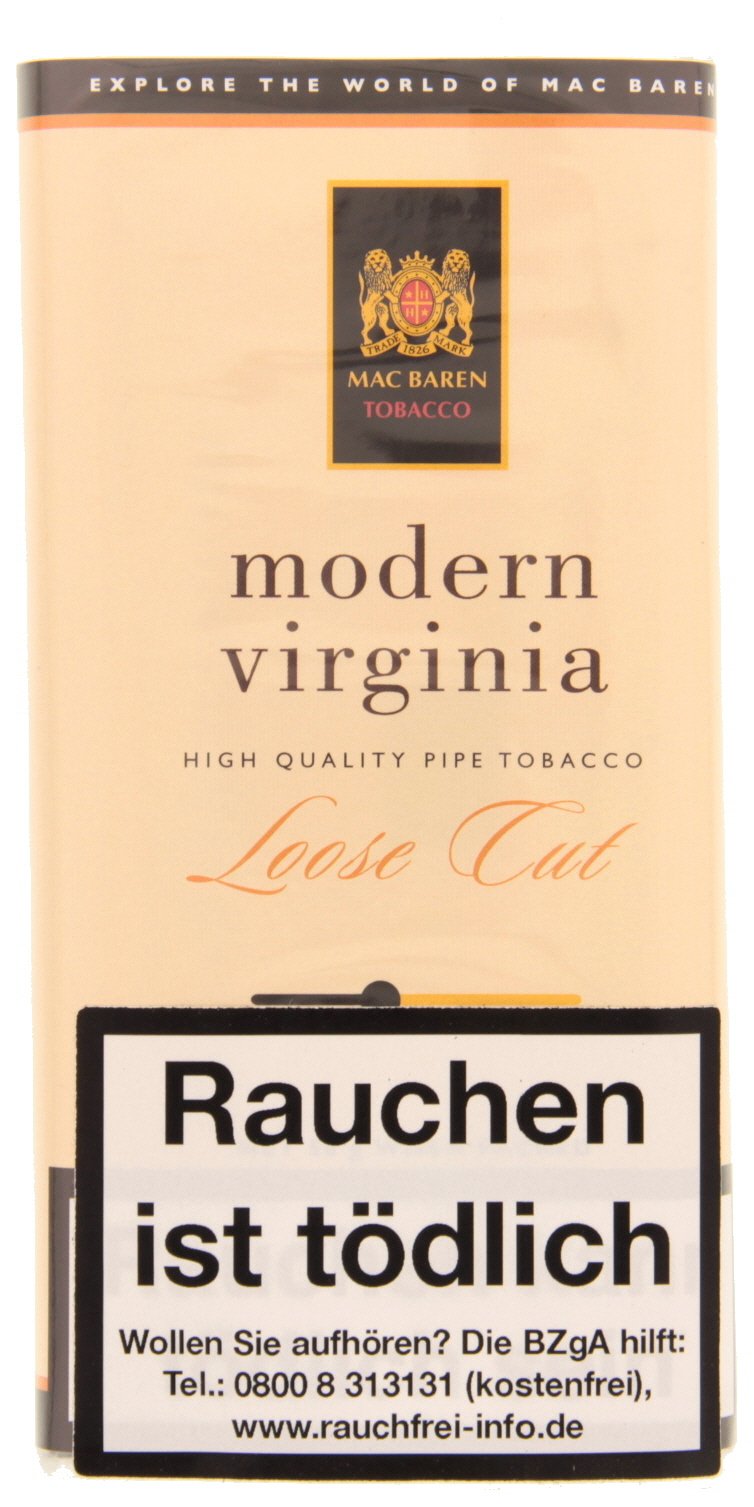 EXPLORE THE WORLD OF MAC BAREN
TRADE 1826 MARK
MAC BAREN
TOBACCO
modern
virginia
HIGH QUALITY PIPE TOBACCO
Loose Cut
Rauchen
ist tödlich
Wollen Sie aufhören? Die BZgA hilft:
Tel.: 0800 8 313131 (kostenfrei),
www.rauchfrei-info.de